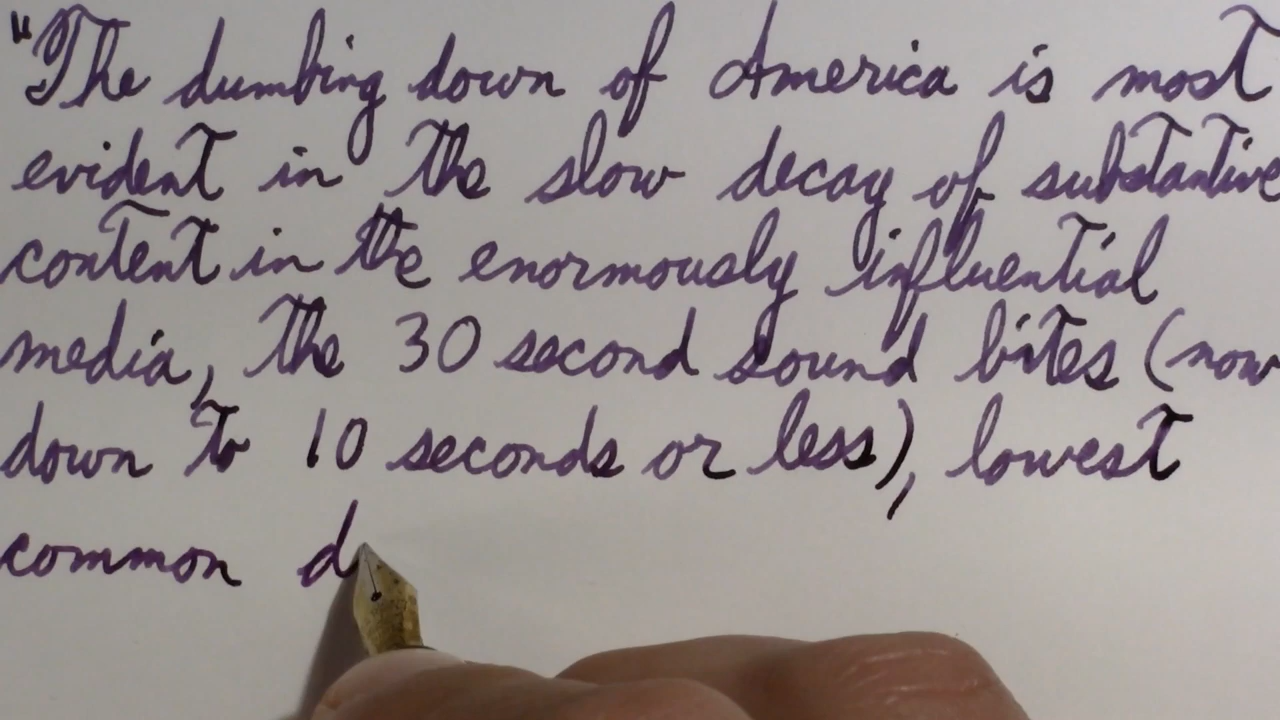 "The dumbing down of America is most
evident in the slow decay of substantive
content in the enormously influential
media, the 30 second sound bites (now
down to 10 seconds or less), lowest
common d